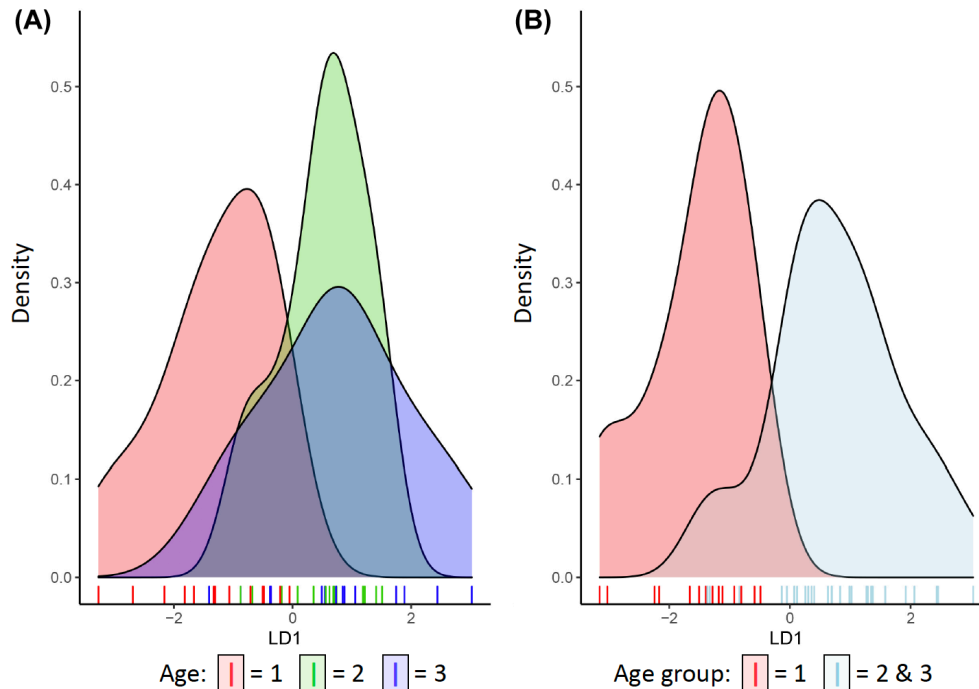 (A)
Density
0.5
0.4
0.3
0.2
0.1
0.0
−2
0
2
LD1
Age: = 1 = 2 = 3
(B)
Density
0.5
0.4
0.3
0.2
0.1
0.0
−2
0
2
LD1
Age group: = 1 = 2 & 3